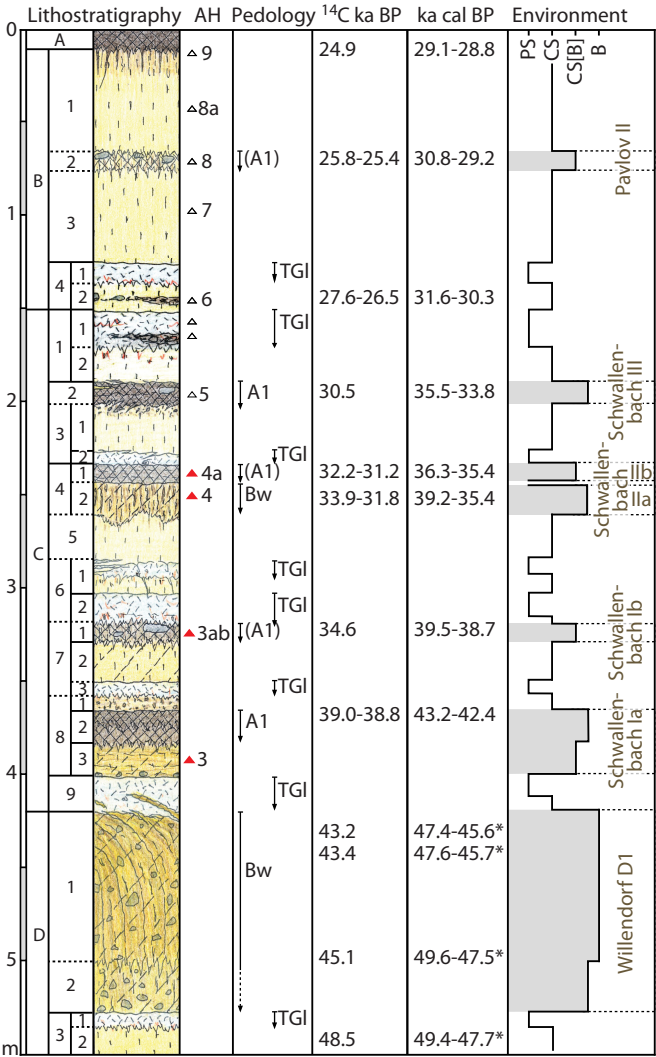 Lithostratigraphy AH Pedology ¹⁴C ka BP ka cal BP Environment
0 A PS CS CS[B] B
9 24.9 29.1-28.8
1 8a
B 2 8 (A1) 25.8-25.4 30.8-29.2 Pavlov II
1 3 7
4 1 TGl
2 6 27.6-26.5 31.6-30.3
1 1 TGl
2
2 2 5 A1 30.5 35.5-33.8 Schwallen-
bach III
3 1
2 TGl
4 1 4a (A1) 32.2-31.2 36.3-35.4 IIb
2 4 Bw 33.9-31.8 39.2-35.4 IIa
Schwallen-
bach
5
C
3 6 1 TGl
2 TGl
7 1 3ab (A1) 34.6 39.5-38.7 Schwallen-
bach Ib
2
3 TGl
8 1
2 A1 39.0-38.8 43.2-42.4 Schwallen-
bach Ia
3 3
4
9 TGl
D 1 Bw 43.2 47.4-45.6*
43.4 47.6-45.7*
5 45.1 49.6-47.5* Willendorf D1
2
3 1 TGl
2 48.5 49.4-47.7*
m